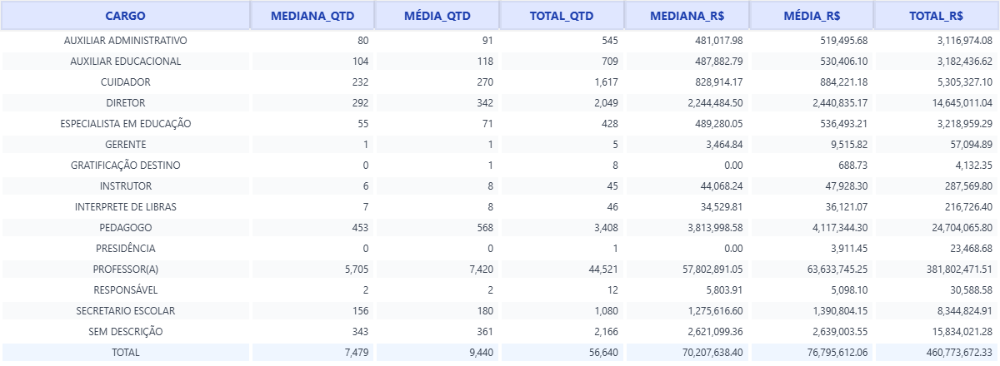 CARGO MEDIANA_QTD MÉDIA_QTD TOTAL_QTD MEDIANA_R$ MÉDIA_R$ TOTAL_R$
AUXILIAR ADMINISTRATIVO 80 91 545 481,017.98 519,495.68 3,116,974.08
AUXILIAR EDUCACIONAL 104 118 709 487,882.79 530,406.10 3,182,436.62
CUIDADOR 232 270 1,617 828,914.17 884,221.18 5,305,327.10
DIRETOR 292 342 2,049 2,244,484.50 2,440,835.17 14,645,011.04
ESPECIALISTA EM EDUCAÇÃO 55 71 428 489,280.05 536,493.21 3,218,959.29
GERENTE 1 1 5 3,464.84 9,515.82 57,094.89
GRATIFICAÇÃO DESTINO 0 1 8 0.00 688.73 4,132.35
INSTRUTOR 6 8 45 44,068.24 47,928.30 287,569.80
INTERPRETE DE LIBRAS 7 8 46 34,529.81 36,121.07 216,726.40
PEDAGOGO 453 568 3,408 3,813,998.58 4,117,344.30 24,704,065.80
PRESIDÊNCIA 0 0 1 0.00 3,911.45 23,468.68
PROFESSOR(A) 5,705 7,420 44,521 57,802,891.05 63,633,745.25 381,802,471.51
RESPONSÁVEL 2 2 12 5,803.91 5,098.10 30,588.58
SECRETARIO ESCOLAR 156 180 1,080 1,275,616.60 1,390,804.15 8,344,824.91
SEM DESCRIÇÃO 343 361 2,166 2,621,099.36 2,639,003.55 15,834,021.28
TOTAL 7,479 9,440 56,640 70,207,638.40 76,795,612.06 460,773,672.33